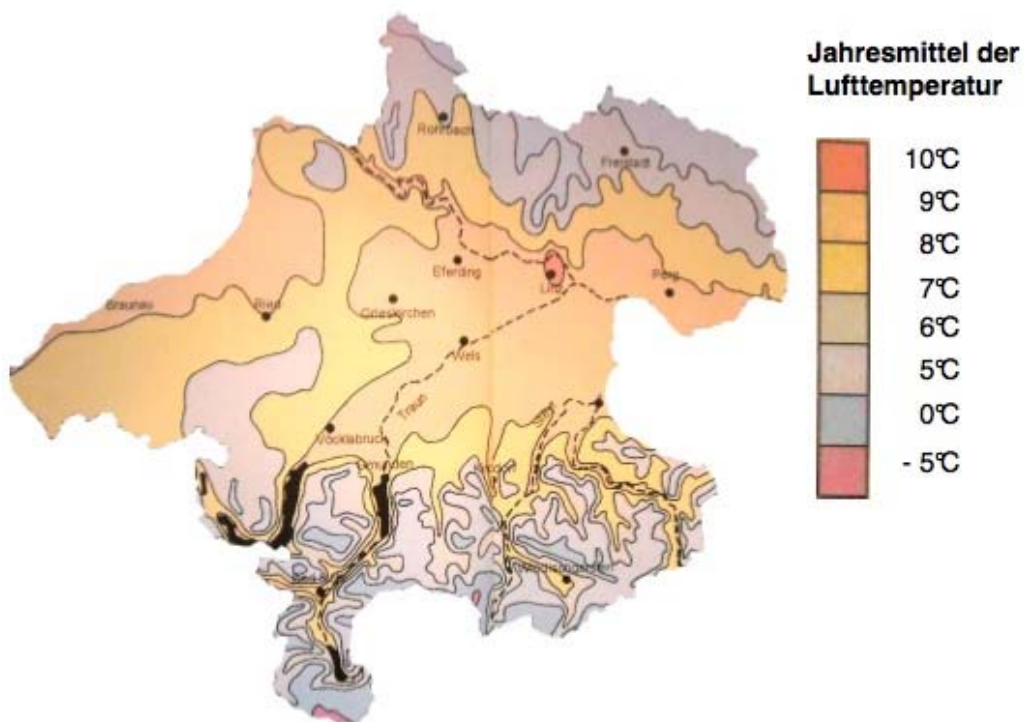 Jahresmittel der
Lufttemperatur
10°C
9°C
8°C
7°C
6°C
5°C
0°C
- 5°C
Rohrbach
Freistadt
Eferding
Linz
Perg
Braunau
Ried
Grieskirchen
Wels
Traun
Vöcklabruck
Gmunden
Windischgarsten